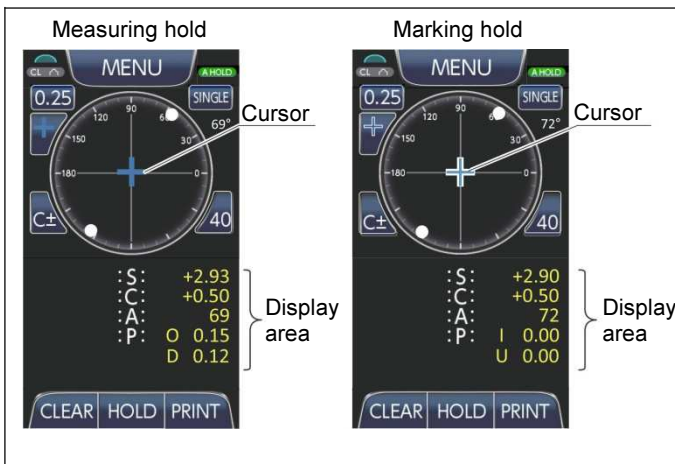 Measuring hold
CL
MENU
A HOLD
0.25
SINGLE
69°
Cursor
180
150
120
90
60
30
0
C±
40
:S: +2.93
:C: +0.50
:A: 69
:P: O 0.15
D 0.12
Display
area
CLEAR HOLD PRINT
Marking hold
CL
MENU
A HOLD
0.25
SINGLE
72°
Cursor
180
150
120
90
60
30
0
C±
40
:S: +2.90
:C: +0.50
:A: 72
:P: I 0.00
U 0.00
Display
area
CLEAR HOLD PRINT